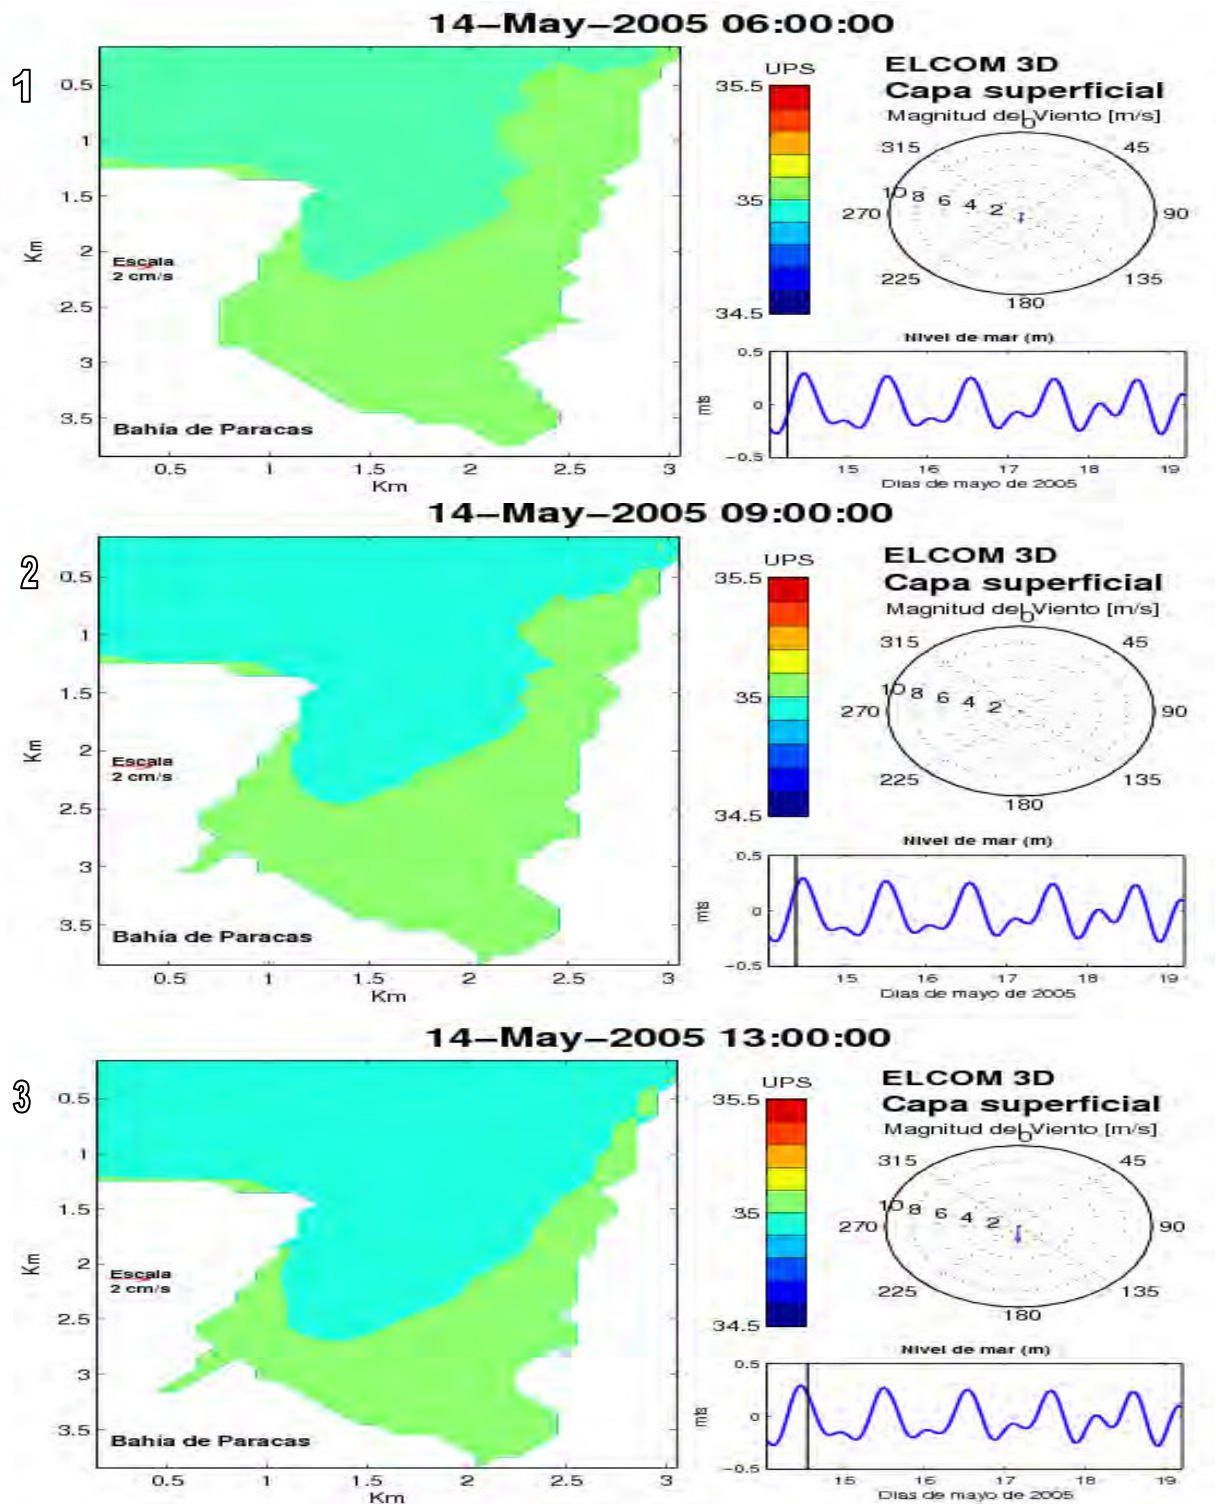 14-May-2005 06:00:00
1
UPS
35.5
35
34.5
ELCOM 3D
Capa superficial
Magnitud del Viento [m/s]
0
315
45
10 8 6 4 2
270
90
225
135
180
0.5
1
1.5
2
2.5
3
3.5
Km
Escala
2 cm/s
Bahía de Paracas
0.5 1 1.5 2 2.5 3
Km
Nivel de mar (m)
0.5
0
-0.5
mts
15 16 17 18 19
Dias de mayo de 2005
14-May-2005 09:00:00
2
UPS
35.5
35
34.5
ELCOM 3D
Capa superficial
Magnitud del Viento [m/s]
0
315
45
10 8 6 4 2
270
90
225
135
180
0.5
1
1.5
2
2.5
3
3.5
Km
Escala
2 cm/s
Bahía de Paracas
0.5 1 1.5 2 2.5 3
Km
Nivel de mar (m)
0.5
0
-0.5
mts
15 16 17 18 19
Dias de mayo de 2005
14-May-2005 13:00:00
3
UPS
35.5
35
34.5
ELCOM 3D
Capa superficial
Magnitud del Viento [m/s]
0
315
45
10 8 6 4 2
270
90
225
135
180
0.5
1
1.5
2
2.5
3
3.5
Km
Escala
2 cm/s
Bahía de Paracas
0.5 1 1.5 2 2.5 3
Km
Nivel de mar (m)
0.5
0
-0.5
mts
15 16 17 18 19
Dias de mayo de 2005